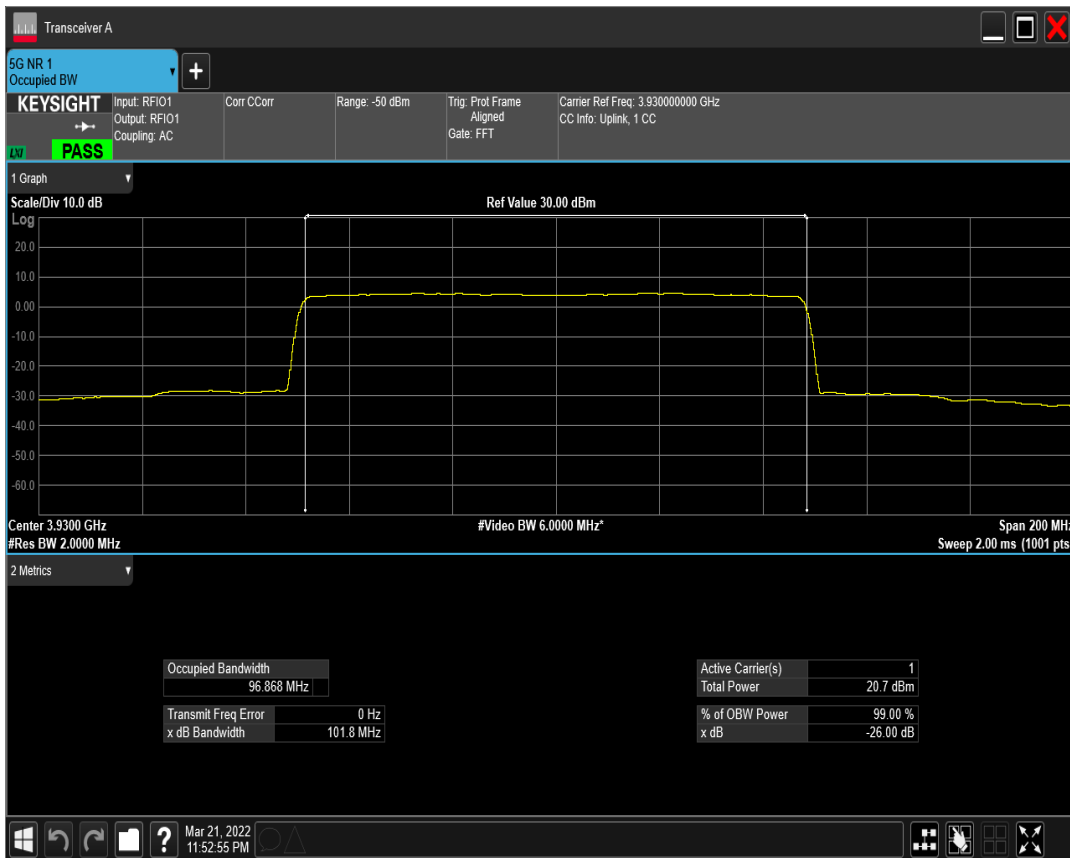 Transceiver A
5G NR 1
Occupied BW
+
KEYSIGHT
Input: RFIO1
Output: RFIO1
Coupling: AC
LXI
PASS
Corr CCorr
Range: -50 dBm
Trig: Prot Frame
Aligned
Gate: FFT
Carrier Ref Freq: 3.930000000 GHz
CC Info: Uplink, 1 CC
1 Graph
Scale/Div 10.0 dB
Ref Value 30.00 dBm
Log
20.0
10.0
0.00
-10.0
-20.0
-30.0
-40.0
-50.0
-60.0
Center 3.9300 GHz
#Video BW 6.0000 MHz*
Span 200 MHz
#Res BW 2.0000 MHz
Sweep 2.00 ms (1001 pts
2 Metrics
Occupied Bandwidth
96.868 MHz
Transmit Freq Error 0 Hz
x dB Bandwidth 101.8 MHz
Active Carrier(s) 1
Total Power 20.7 dBm
% of OBW Power 99.00 %
x dB -26.00 dB
?
Mar 21, 2022
11:52:55 PM